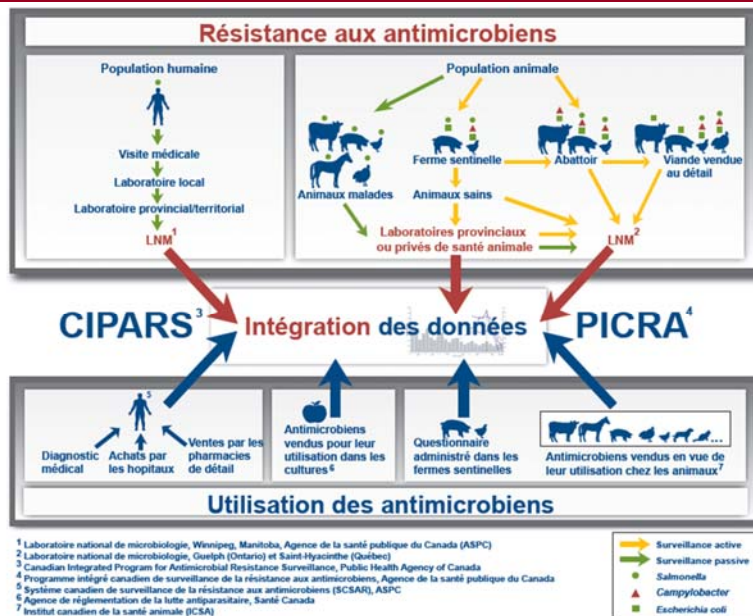 Résistance aux antimicrobiens
Population humaine
Visite médicale
Laboratoire local
Laboratoire provincial/territorial
LNM1
Population animale
Animaux malades
Ferme sentinelle
Abattoir
Viande vendue
au détail
Animaux sains
Laboratoires provinciaux
ou privés de santé animale
LNM2
CIPARS3
Intégration des données
PICRA4
5
Diagnostic
médical
Achats par
les hopitaux
Ventes par les
pharmacies
de détail
Antimicrobiens
vendus pour leur
utilisation dans les
cultures6
Questionnaire
administré dans les
fermes sentinelles
...
Antimicrobiens vendus en vue de
leur utilisation chez les animaux7
Utilisation des antimicrobiens
1 Laboratoire national de microbiologie, Winnipeg, Manitoba, Agence de la santé publique du Canada (ASPC)
2 Laboratoire national de microbiologie, Guelph (Ontario) et Saint-Hyacinthe (Québec)
3 Canadian Integrated Program for Antimicrobial Resistance Surveillance, Public Health Agency of Canada
4 Programme intégré canadien de surveillance de la résistance aux antimicrobiens, Agence de la santé publique du Canada
5 Système canadien de surveillance de la résistance aux antimicrobiens (SCSAR), ASPC
6 Agence de réglementation de la lutte antiparasitaire, Santé Canada
7 Institut canadien de la santé animale (ICSA)
Surveillance active
Surveillance passive
Salmonella
Campylobacter
Escherichia coli